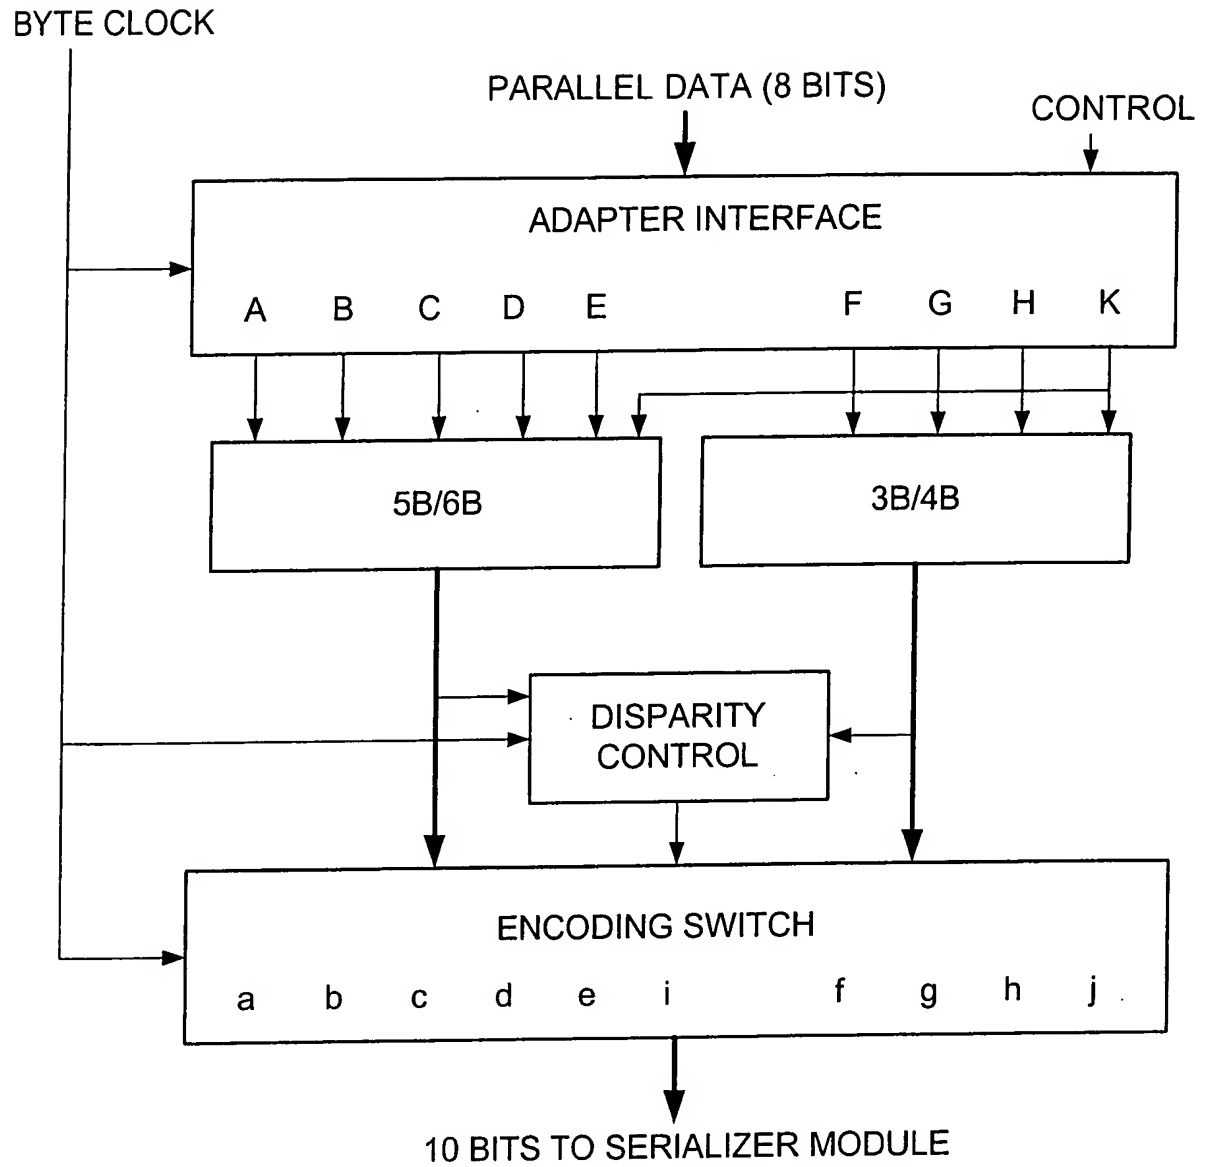 BYTE CLOCK
PARALLEL DATA (8 BITS)
CONTROL
ADAPTER INTERFACE
A B C D E F G H K
5B/6B
3B/4B
DISPARITY
CONTROL
ENCODING SWITCH
a b c d e i f g h j
10 BITS TO SERIALIZER MODULE